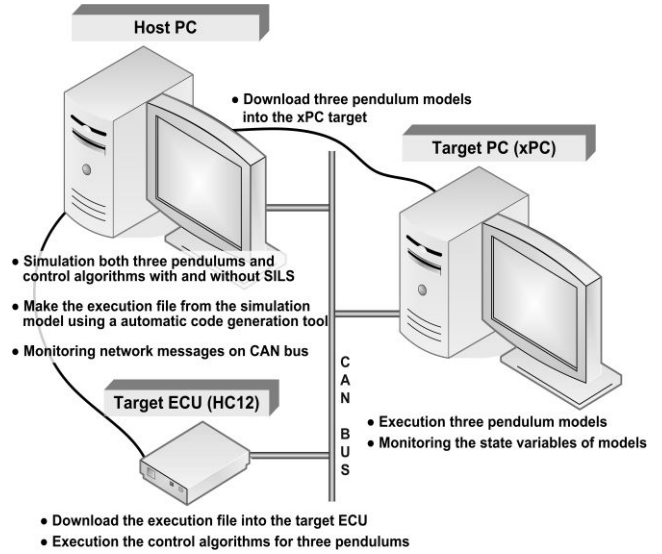 Host PC
● Download three pendulum models
into the xPC target
Target PC (xPC)
● Simulation both three pendulums and
control algorithms with and without SILS
● Make the execution file from the simulation
model using a automatic code generation tool
● Monitoring network messages on CAN bus
CAN BUS
Target ECU (HC12)
● Execution three pendulum models
● Monitoring the state variables of models
● Download the execution file into the target ECU
● Execution the control algorithms for three pendulums